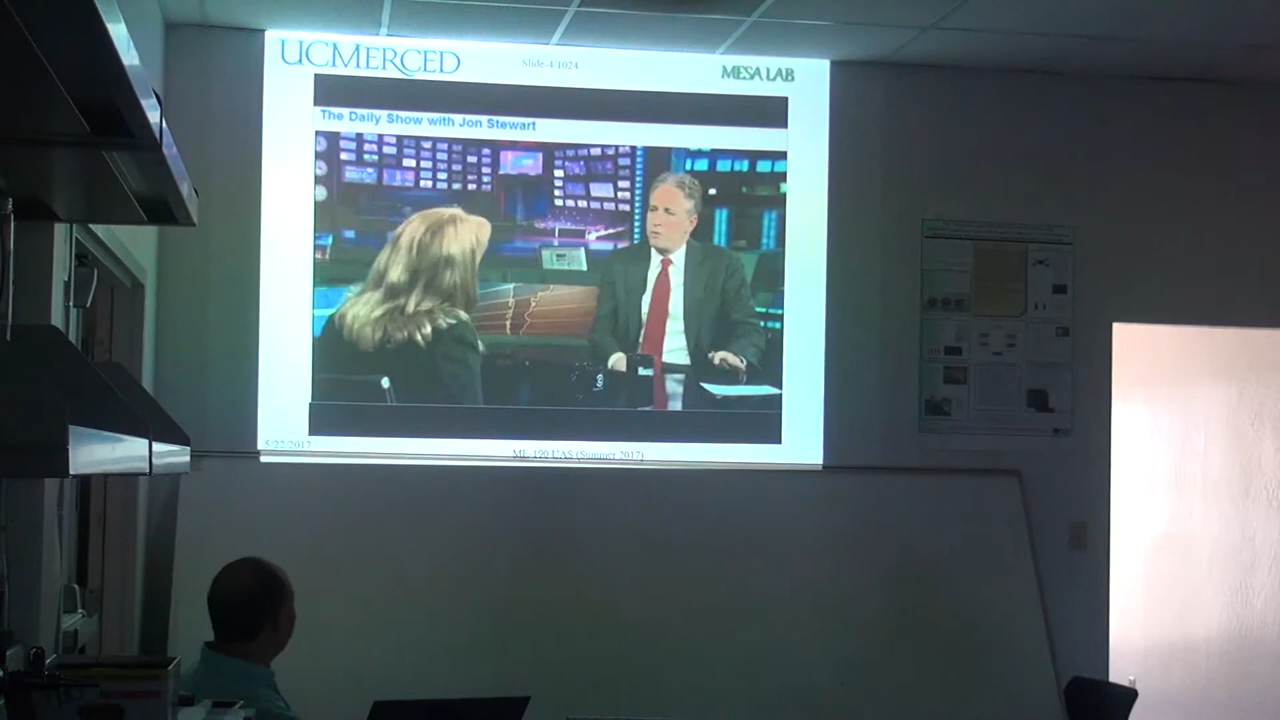 UCMERCED
Slide-4/1024
MESA LAB
The Daily Show with Jon Stewart
5/22/2017
ME 190 UAS (Summer 2017)